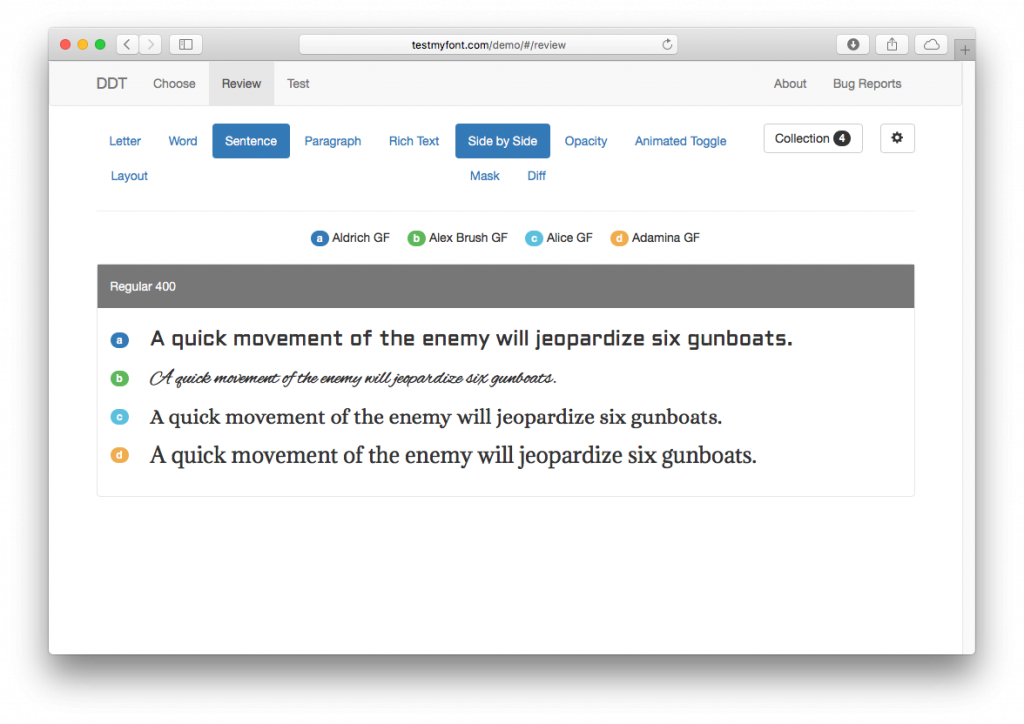 testmyfont.com/demo/#/review
DDT Choose Review Test About Bug Reports
Letter Word Sentence Paragraph Rich Text Side by Side Opacity Animated Toggle Collection 4
Layout Mask Diff
a Aldrich GF b Alex Brush GF c Alice GF d Adamina GF
Regular 400
a A quick movement of the enemy will jeopardize six gunboats.
b A quick movement of the enemy will jeopardize six gunboats.
c A quick movement of the enemy will jeopardize six gunboats.
d A quick movement of the enemy will jeopardize six gunboats.